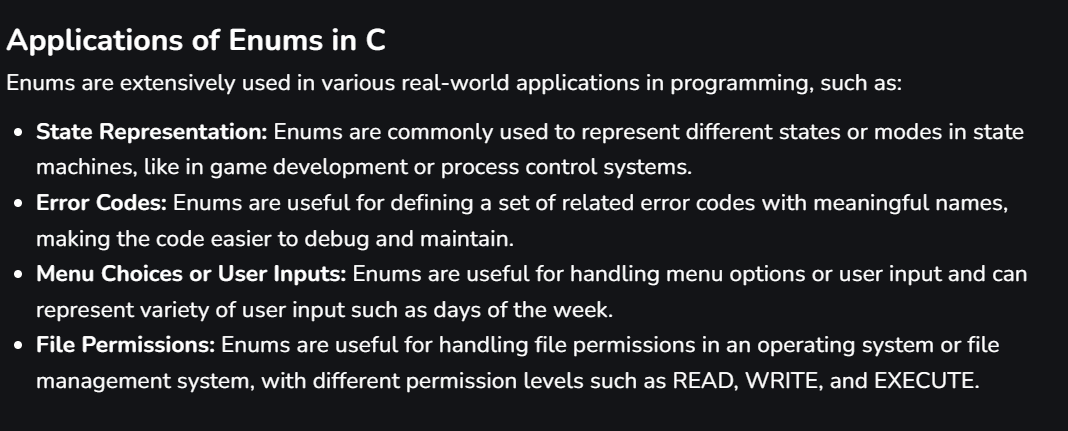 Applications of Enums in C
Enums are extensively used in various real-world applications in programming, such as:
• State Representation: Enums are commonly used to represent different states or modes in state
machines, like in game development or process control systems.
• Error Codes: Enums are useful for defining a set of related error codes with meaningful names,
making the code easier to debug and maintain.
• Menu Choices or User Inputs: Enums are useful for handling menu options or user input and can
represent variety of user input such as days of the week.
• File Permissions: Enums are useful for handling file permissions in an operating system or file
management system, with different permission levels such as READ, WRITE, and EXECUTE.